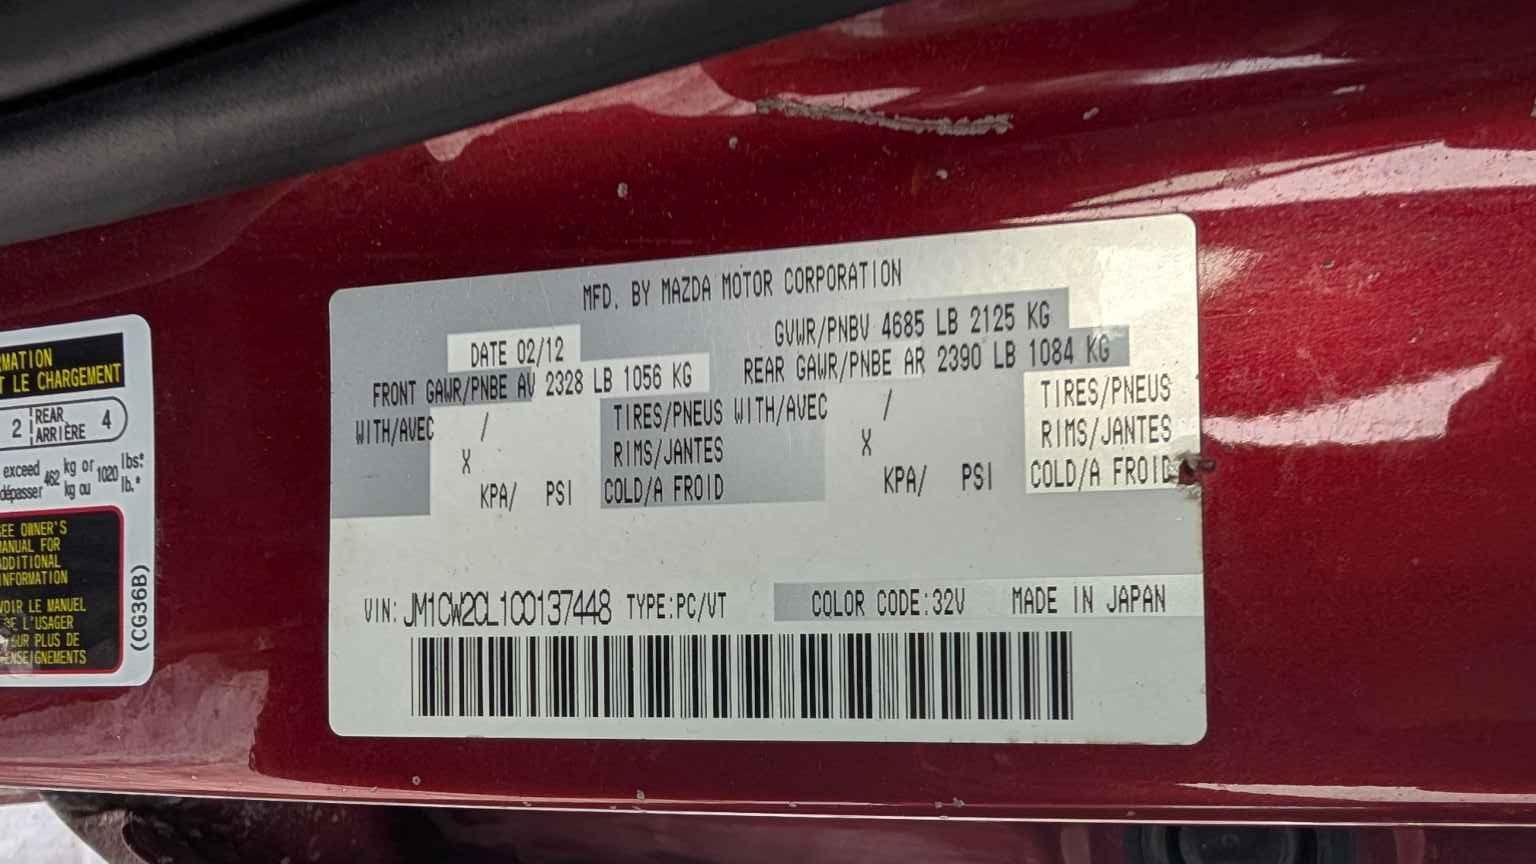 RMATION
T LE CHARGEMENT
2 REAR ARRIÈRE 4
exceed 462 kg or 1020 lbs*
dépasser kg ou lb.*
EE OWNER'S
ANUAL FOR
ADDITIONAL
NFORMATION
VOIR LE MANUEL
DE L'USAGER
OUR PLUS DE
ENSEIGNEMENTS
(CG36B)
MFD. BY MAZDA MOTOR CORPORATION
DATE 02/12 GVWR/PNBV 4685 LB 2125 KG
FRONT GAWR/PNBE AV 2328 LB 1056 KG REAR GAWR/PNBE AR 2390 LB 1084 KG
WITH/AVEC / TIRES/PNEUS WITH/AVEC / TIRES/PNEUS
X RIMS/JANTES X RIMS/JANTES
KPA/ PSI COLD/A FROID KPA/ PSI COLD/A FROID
VIN: JM1CW2CL1C0137448 TYPE:PC/VT COLOR CODE:32V MADE IN JAPAN